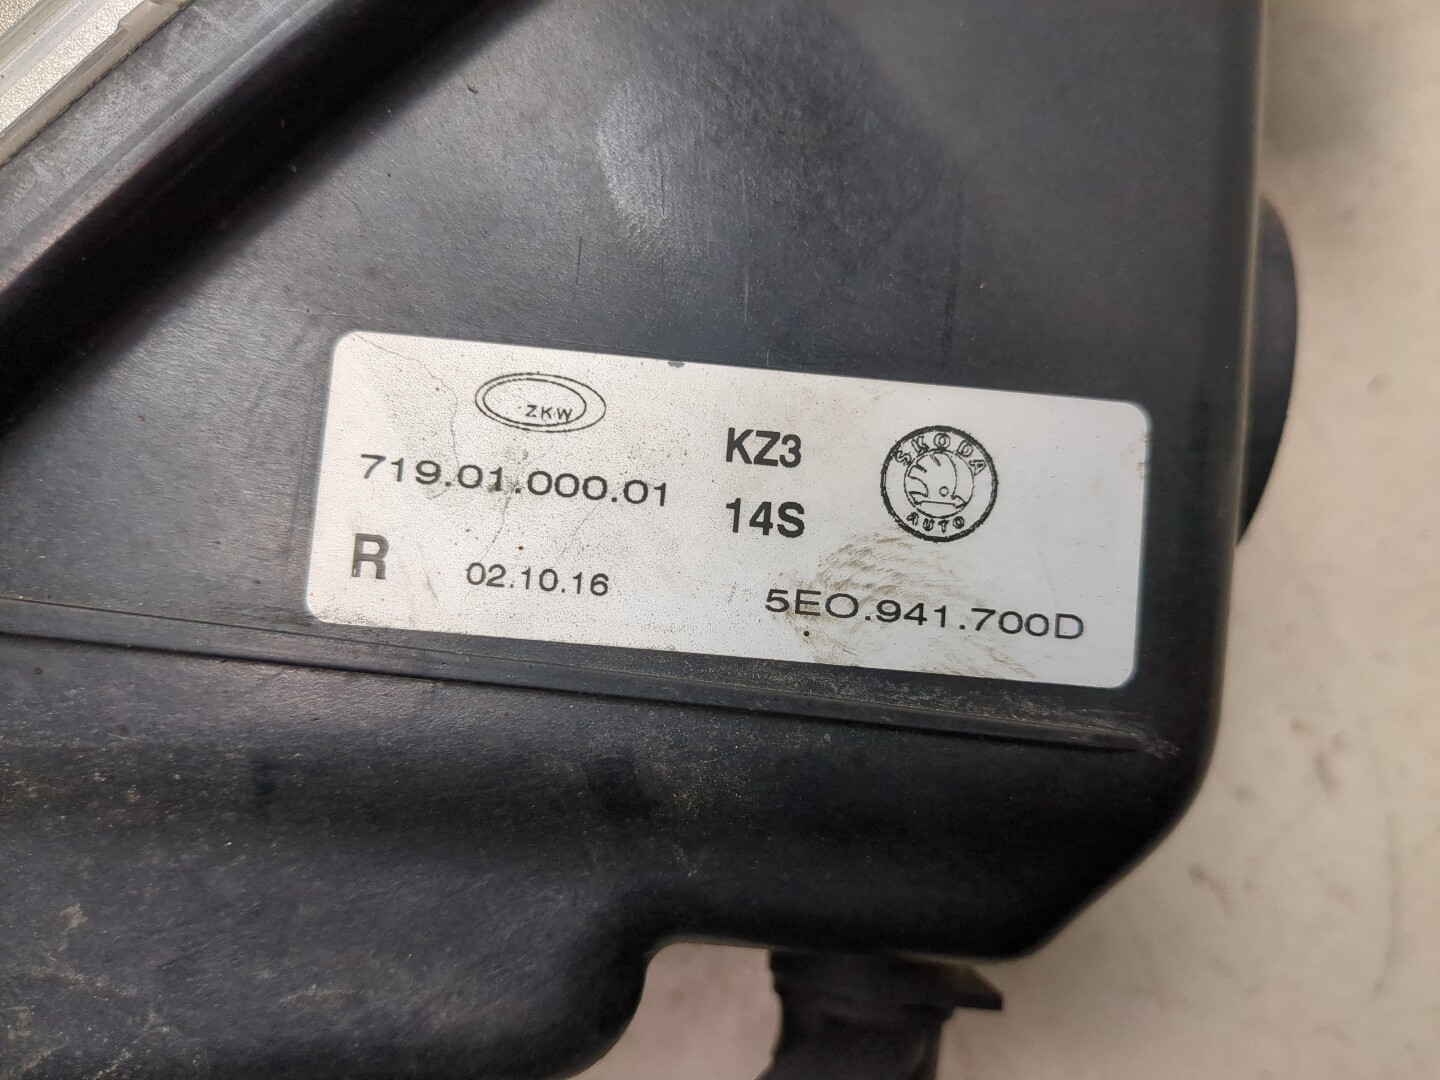 ZKW
719.01.000.01
R
02.10.16
KZ3
14S
SKODA
AUTO
5E0.941.700D